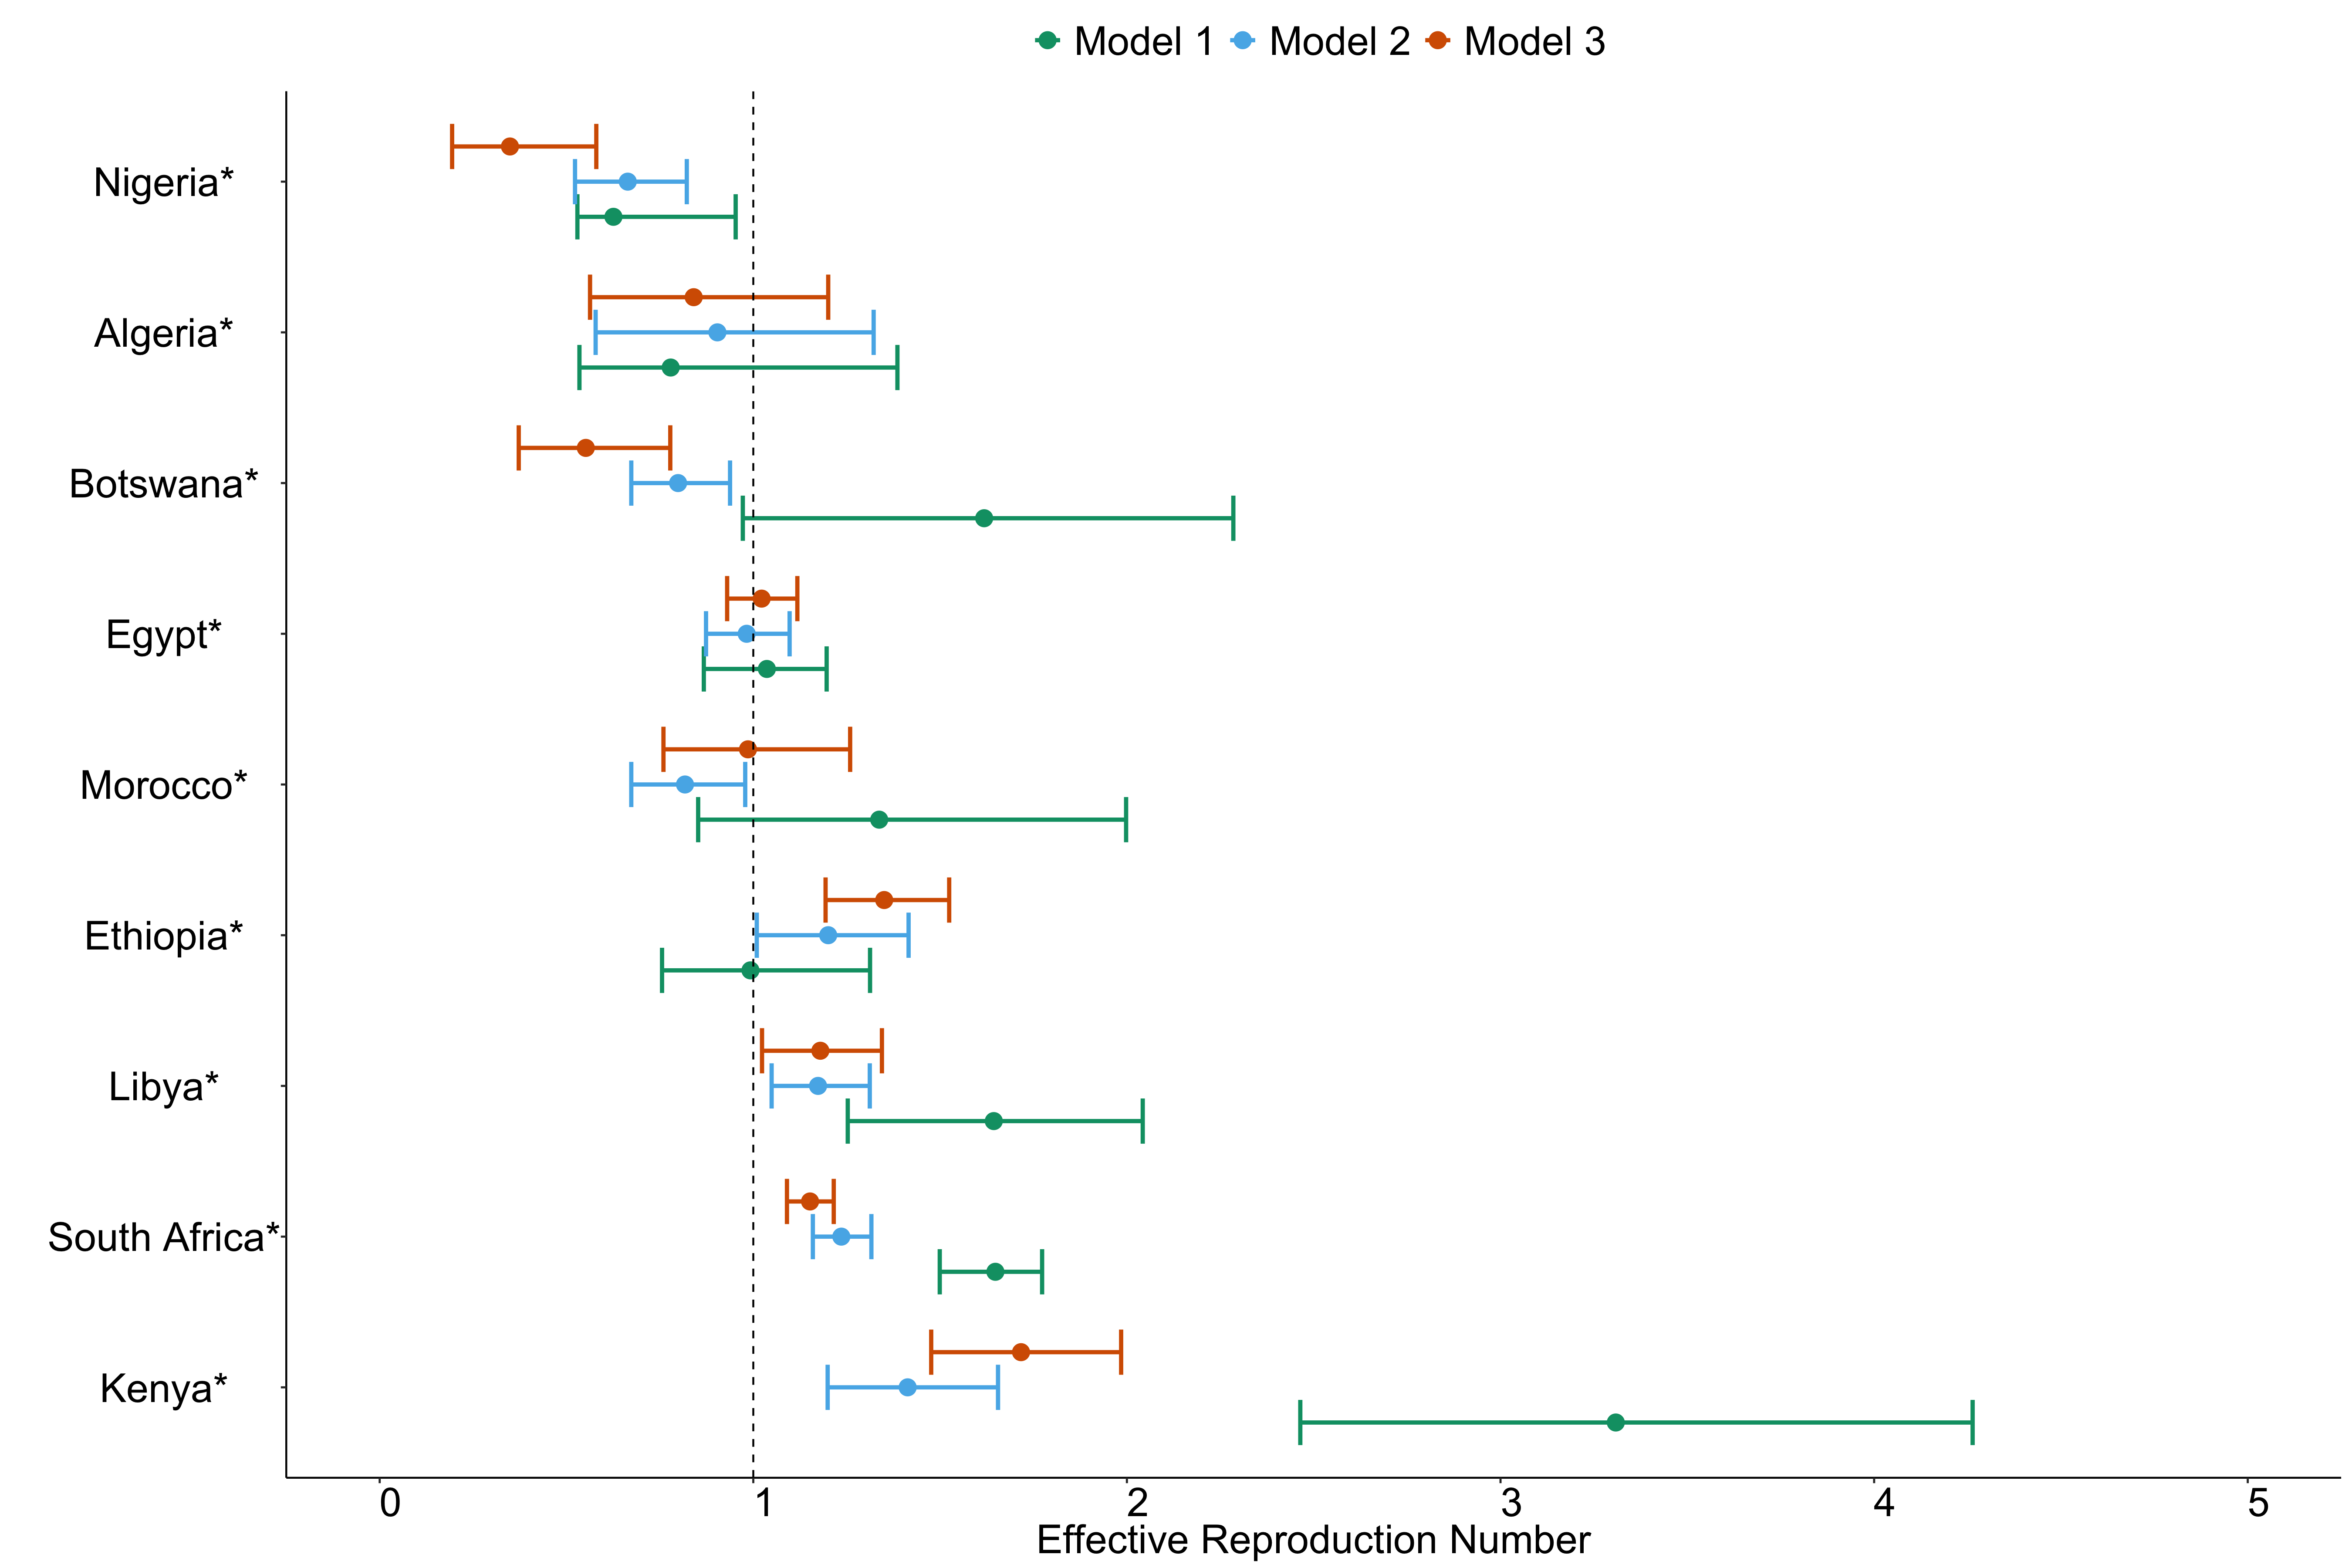 Model 1 Model 2 Model 3
Nigeria*
Algeria*
Botswana*
Egypt*
Morocco*
Ethiopia*
Libya*
South Africa*
Kenya*
0 1 2 3 4 5
Effective Reproduction Number